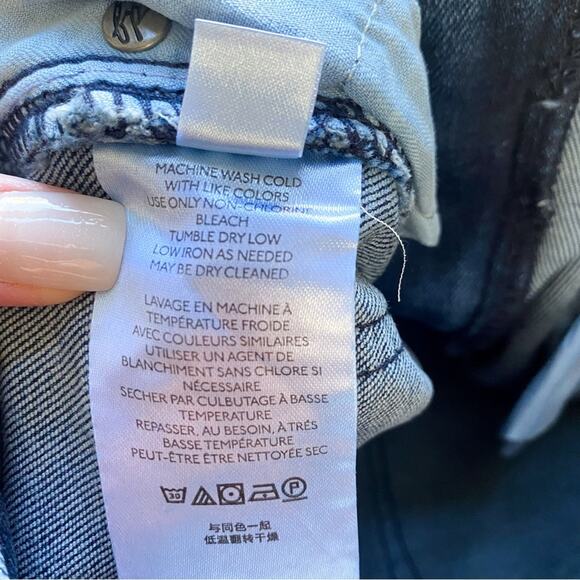 MACHINE WASH COLD
WITH LIKE COLORS
USE ONLY NON-CHLORINE
BLEACH
TUMBLE DRY LOW
LOW IRON AS NEEDED
MAY BE DRY CLEANED
LAVAGE EN MACHINE À
TEMPÉRATURE FROIDE
AVEC COULEURS SIMILAIRES
UTILISER UN AGENT DE
BLANCHIMENT SANS CHLORE SI
NÉCESSAIRE
SECHER PAR CULBUTAGE À BASSE
TEMPERATURE
REPASSER, AU BESOIN, À TRÉS
BASSE TEMPÉRATURE
PEUT-ÊTRE ÊTRE NETTOYÉE SEC
30
P
与同色一起
低温翻转干燥